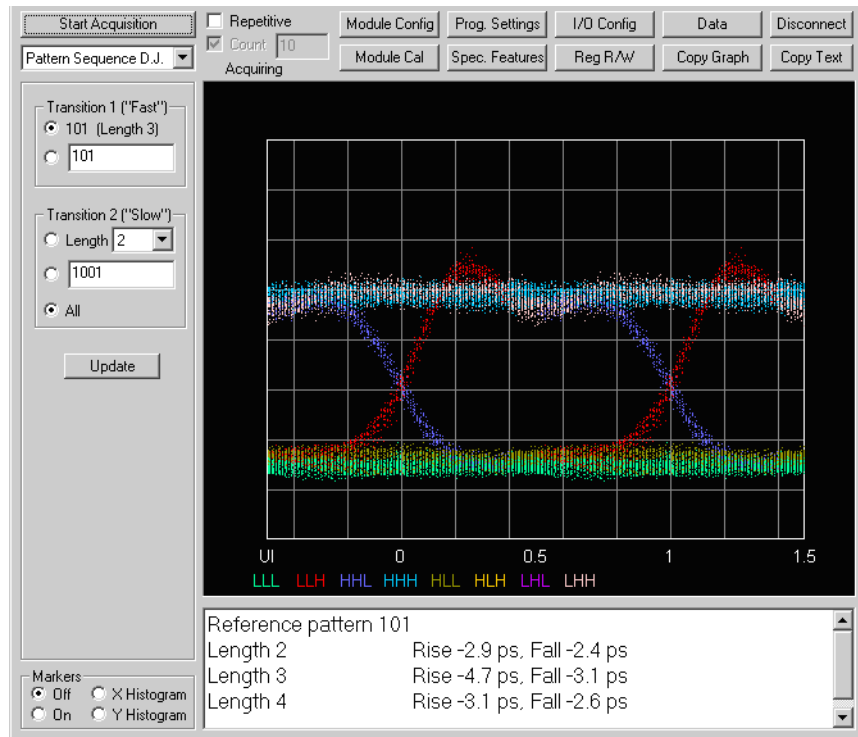 Start Acquisition
Repetitive
Module Config
Prog. Settings
I/O Config
Data
Disconnect
Pattern Sequence D.J.
Count 10
Acquiring
Module Cal
Spec. Features
Reg R/W
Copy Graph
Copy Text
Transition 1 ("Fast")
101 (Length 3)
101
Transition 2 ("Slow")
Length 2
1001
All
Update
UI 0 0.5 1 1.5
LLL LLH HHL HHH HLL HLH LHL LHH
Reference pattern 101
Length 2 Rise -2.9 ps, Fall -2.4 ps
Length 3 Rise -4.7 ps, Fall -3.1 ps
Length 4 Rise -3.1 ps, Fall -2.6 ps
Markers
Off X Histogram
On Y Histogram